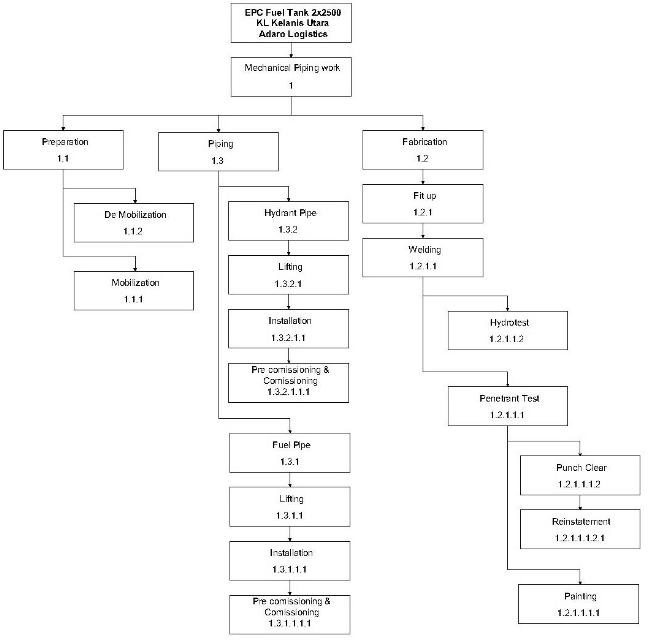 EPC Fuel Tank 2x2500
KL Kelanis Utara
Adaro Logistics
Mechanical Piping work
1
Preparation
1.1
De Mobilization
1.1.2
Mobilization
1.1.1
Piping
1.3
Hydrant Pipe
1.3.2
Lifting
1.3.2.1
Installation
1.3.2.1.1
Pre comissioning &
Comissioning
1.3.2.1.1.1
Fuel Pipe
1.3.1
Lifting
1.3.1.1
Installation
1.3.1.1.1
Pre comissioning &
Comissioning
1.3.1.1.1.1
Fabrication
1.2
Fit up
1.2.1
Welding
1.2.1.1
Hydrotest
1.2.1.1.2
Penetrant Test
1.2.1.1.1
Punch Clear
1.2.1.1.1.2
Reinstatement
1.2.1.1.1.2.1
Painting
1.2.1.1.1.1